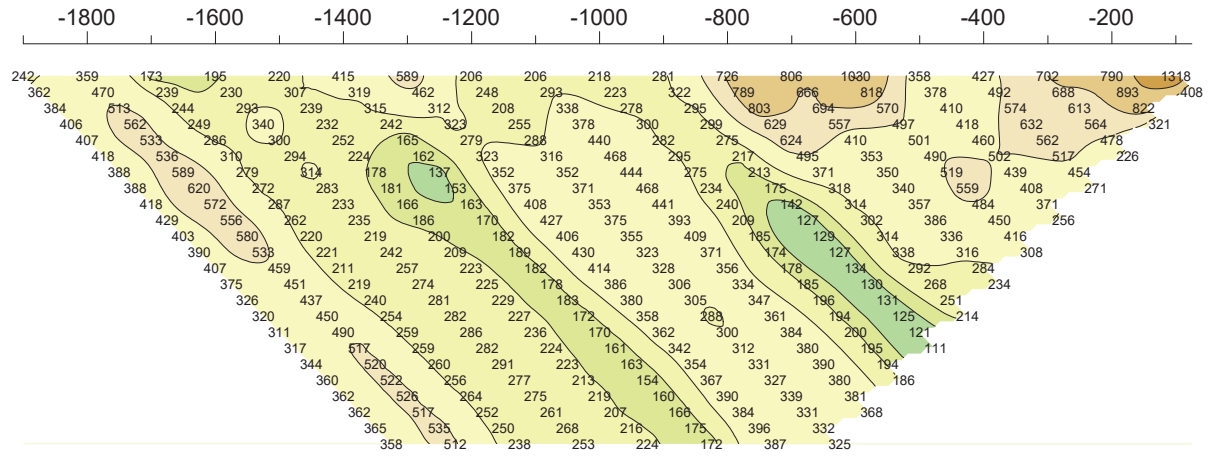 -1800 -1600 -1400 -1200 -1000 -800 -600 -400 -200
242 359 173 195 220 415 589 206 206 218 281 726 806 1030 358 427 702 790 1318
362 470 239 230 307 319 462 248 293 223 322 789 666 818 378 492 688 893 408
384 513 244 293 239 315 312 208 338 278 295 803 694 570 410 574 613 822
406 562 249 340 232 242 323 255 378 300 299 629 557 497 418 632 564 321
407 533 286 300 252 165 279 288 440 282 275 624 410 501 460 562 478
418 536 310 294 224 162 323 316 468 295 217 495 353 490 502 517 226
388 589 279 314 178 137 352 352 444 275 213 371 350 519 439 454
388 620 272 283 181 153 375 371 468 234 175 318 340 559 408 271
418 572 287 233 166 163 408 353 441 240 142 314 357 484 371
429 556 262 235 186 170 427 375 393 209 127 302 386 450 256
403 580 220 219 200 182 406 355 409 185 129 314 336 416
390 533 221 242 209 189 430 323 371 174 127 338 316 308
407 459 211 257 223 182 414 328 356 178 134 292 284
375 451 219 274 225 178 386 306 334 185 130 268 234
326 437 240 281 229 183 380 305 347 196 131 251
320 450 254 282 227 172 358 288 361 194 125 214
311 490 259 286 236 170 362 300 384 200 121
317 517 259 282 224 161 342 312 380 195 111
344 520 260 291 223 163 354 331 390 194
360 522 256 277 213 154 367 327 380 186
362 526 264 275 219 160 390 339 381
362 517 252 261 207 166 384 331 368
365 535 250 268 216 175 396 332
358 512 238 253 224 172 387 325